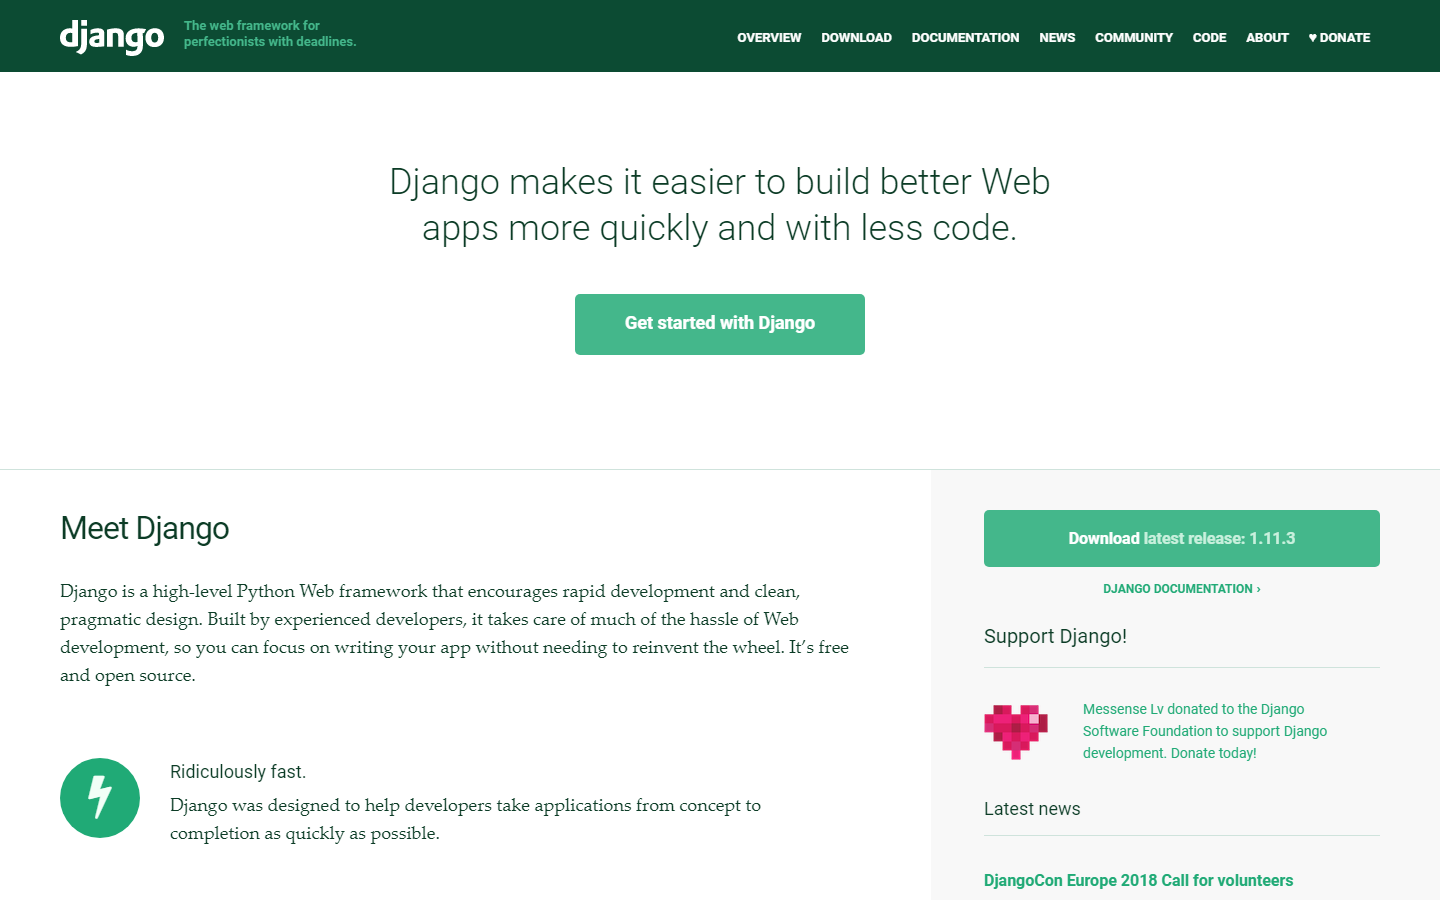 django
The web framework for
perfectionists with deadlines.
OVERVIEW DOWNLOAD DOCUMENTATION NEWS COMMUNITY CODE ABOUT ♥ DONATE
Django makes it easier to build better Web
apps more quickly and with less code.
Get started with Django
Meet Django
Django is a high-level Python Web framework that encourages rapid development and clean,
pragmatic design. Built by experienced developers, it takes care of much of the hassle of Web
development, so you can focus on writing your app without needing to reinvent the wheel. It’s free
and open source.
Ridiculously fast.
Django was designed to help developers take applications from concept to
completion as quickly as possible.
Download latest release: 1.11.3
DJANGO DOCUMENTATION ›
Support Django!
Messense Lv donated to the Django
Software Foundation to support Django
development. Donate today!
Latest news
DjangoCon Europe 2018 Call for volunteers